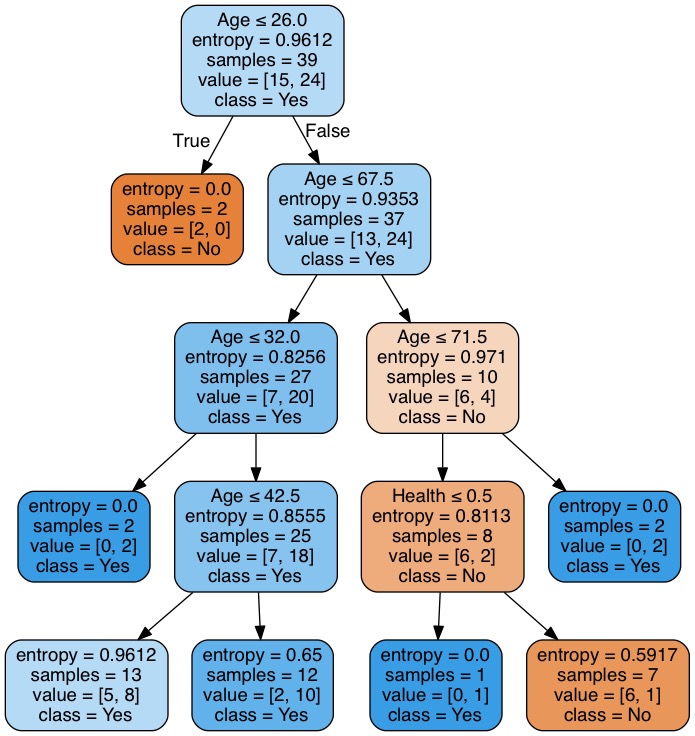 Age ≤ 26.0
entropy = 0.9612
samples = 39
value = [15, 24]
class = Yes
True
False
entropy = 0.0
samples = 2
value = [2, 0]
class = No
Age ≤ 67.5
entropy = 0.9353
samples = 37
value = [13, 24]
class = Yes
Age ≤ 32.0
entropy = 0.8256
samples = 27
value = [7, 20]
class = Yes
Age ≤ 71.5
entropy = 0.971
samples = 10
value = [6, 4]
class = No
entropy = 0.0
samples = 2
value = [0, 2]
class = Yes
Age ≤ 42.5
entropy = 0.8555
samples = 25
value = [7, 18]
class = Yes
Health ≤ 0.5
entropy = 0.8113
samples = 8
value = [6, 2]
class = No
entropy = 0.0
samples = 2
value = [0, 2]
class = Yes
entropy = 0.9612
samples = 13
value = [5, 8]
class = Yes
entropy = 0.65
samples = 12
value = [2, 10]
class = Yes
entropy = 0.0
samples = 1
value = [0, 1]
class = Yes
entropy = 0.5917
samples = 7
value = [6, 1]
class = No